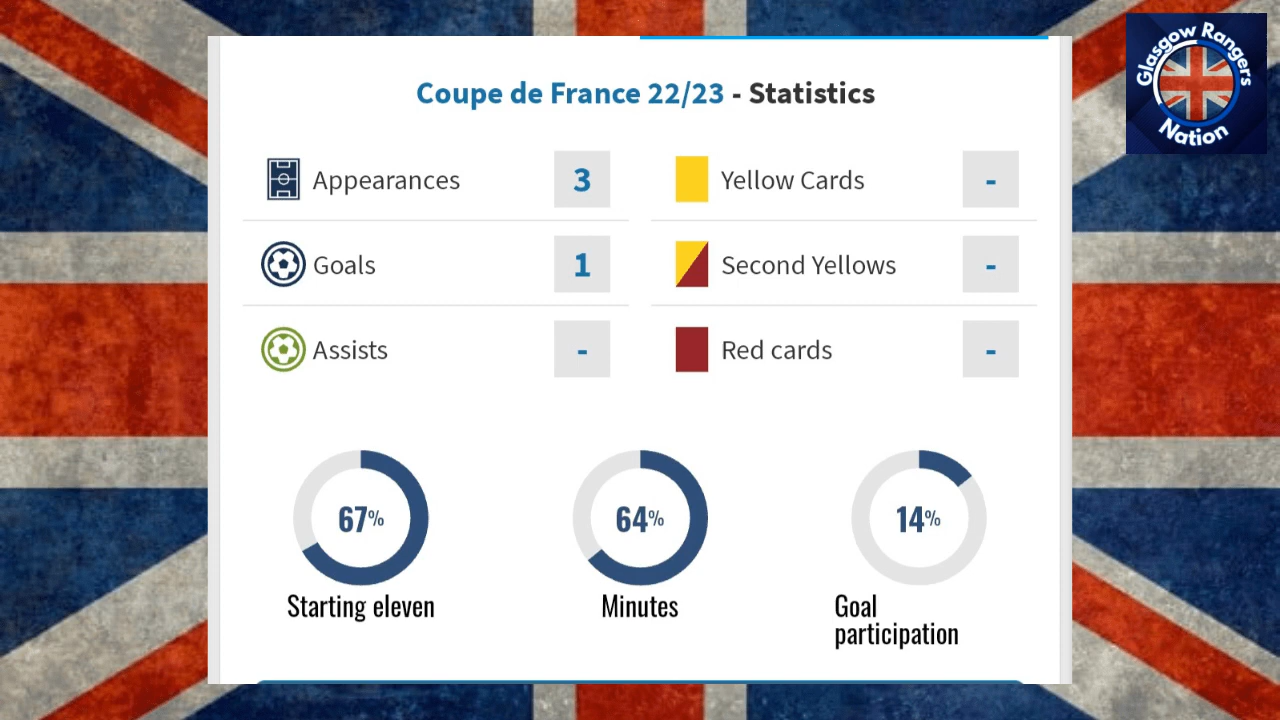 Glasgow Rangers
Nation
Coupe de France 22/23 - Statistics
Appearances 3
Yellow Cards -
Goals 1
Second Yellows -
Assists -
Red cards -
67%
64%
14%
Starting eleven
Minutes
Goal
participation